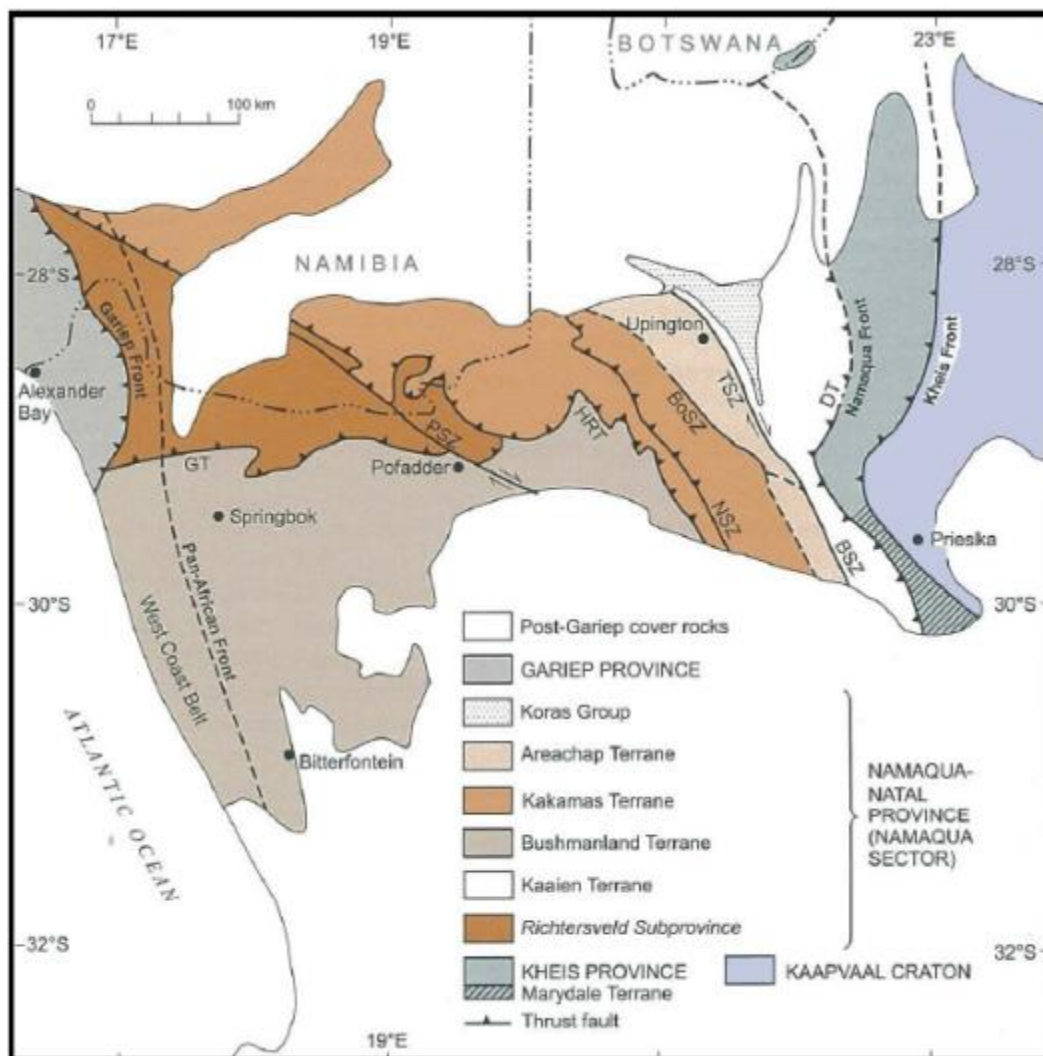 17°E
19°E
BOTSWANA
23°E
0
100 km
NAMIBIA
28°S
28°S
Gariep Front
Upington
Alexander
Bay
TSZ
BoSZ
DT
Namaqua Front
Kheis Front
PSZ
HRT
GT
Pofadder
Springbok
NSZ
BSZ
Prieska
Pan-African Front
30°S
30°S
West Coast Belt
Bitterfontein
ATLANTIC OCEAN
Post-Gariep cover rocks
GARIEP PROVINCE
Koras Group
Areachap Terrane
Kakamas Terrane
Bushmanland Terrane
Kaaien Terrane
Richtersveld Subprovince
NAMAQUA-
NATAL
PROVINCE
(NAMAQUA
SECTOR)
32°S
32°S
KHEIS PROVINCE
KAAPVAAL CRATON
Marydale Terrane
Thrust fault
19°E